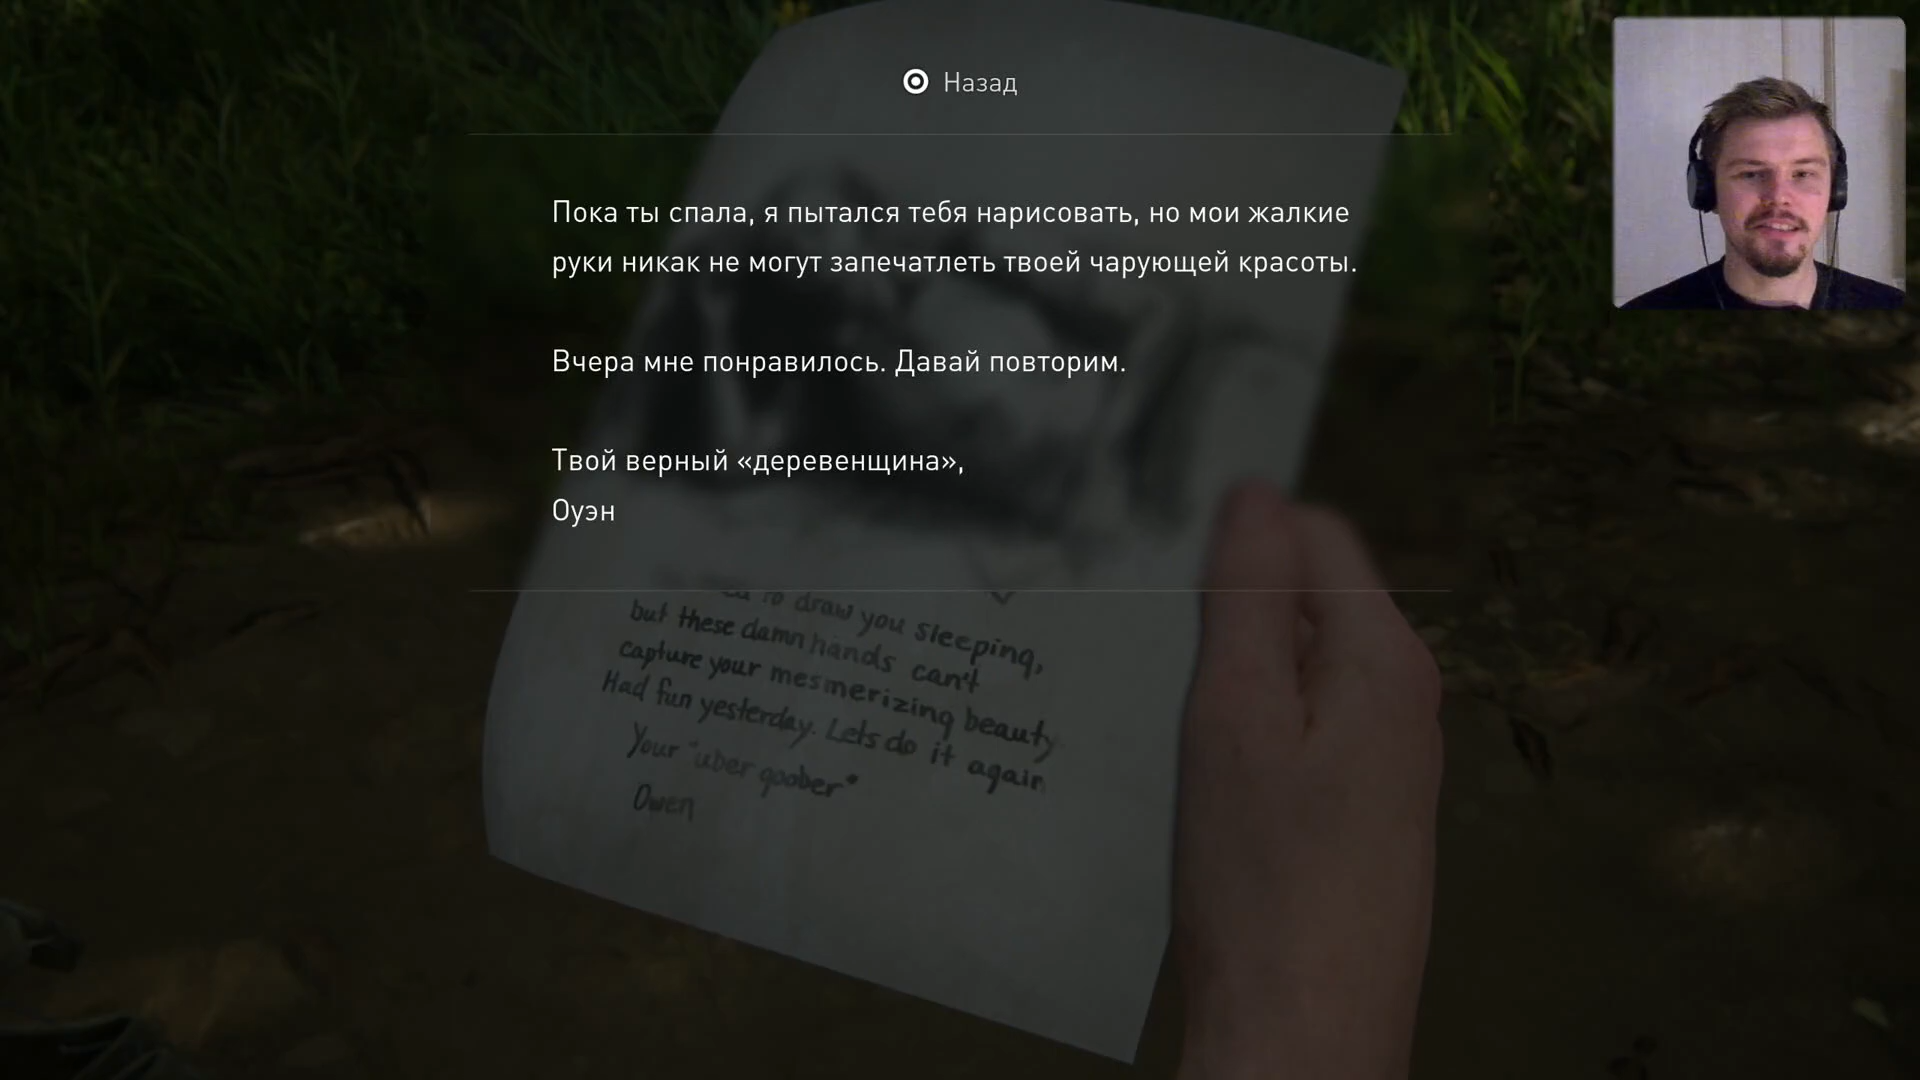 Назад
Пока ты спала, я пытался тебя нарисовать, но мои жалкие
руки никак не могут запечатлеть твоей чарующей красоты.
Вчера мне понравилось. Давай повторим.
Твой верный «деревенщина»,
Оуэн
to draw you sleeping,
but these damn hands can't
capture your mesmerizing beauty
Had fun yesterday. Lets do it again
Your "uber goober"
Owen